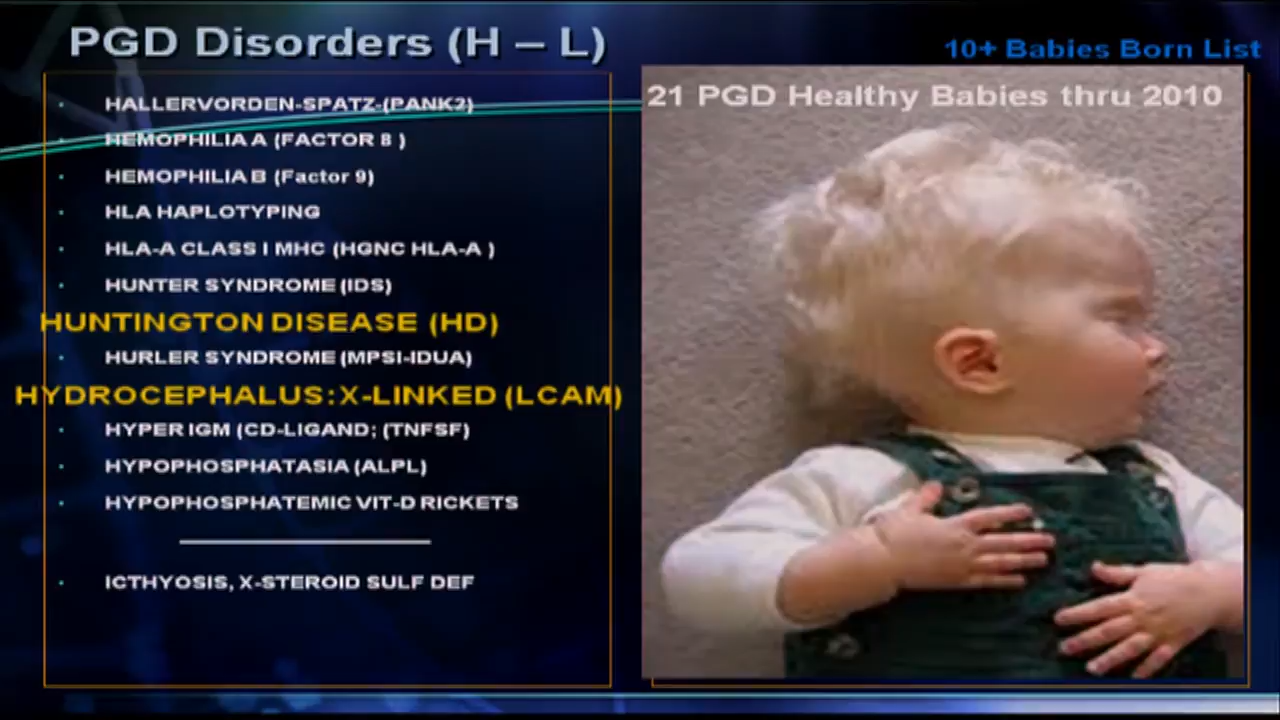 PGD Disorders (H – L)
10+ Babies Born List
21 PGD Healthy Babies thru 2010
HALLERVORDEN-SPATZ-(PANK2)
HEMOPHILIA A (FACTOR 8 )
HEMOPHILIA B (Factor 9)
HLA HAPLOTYPING
HLA-A CLASS I MHC (HGNC HLA-A )
HUNTER SYNDROME (IDS)
HUNTINGTON DISEASE (HD)
HURLER SYNDROME (MPSI-IDUA)
HYDROCEPHALUS: X-LINKED (LCAM)
HYPER IGM (CD-LIGAND; (TNFSF)
HYPOPHOSPHATASIA (ALPL)
HYPOPHOSPHATEMIC VIT-D RICKETS
ICTHYOSIS, X-STEROID SULF DEF